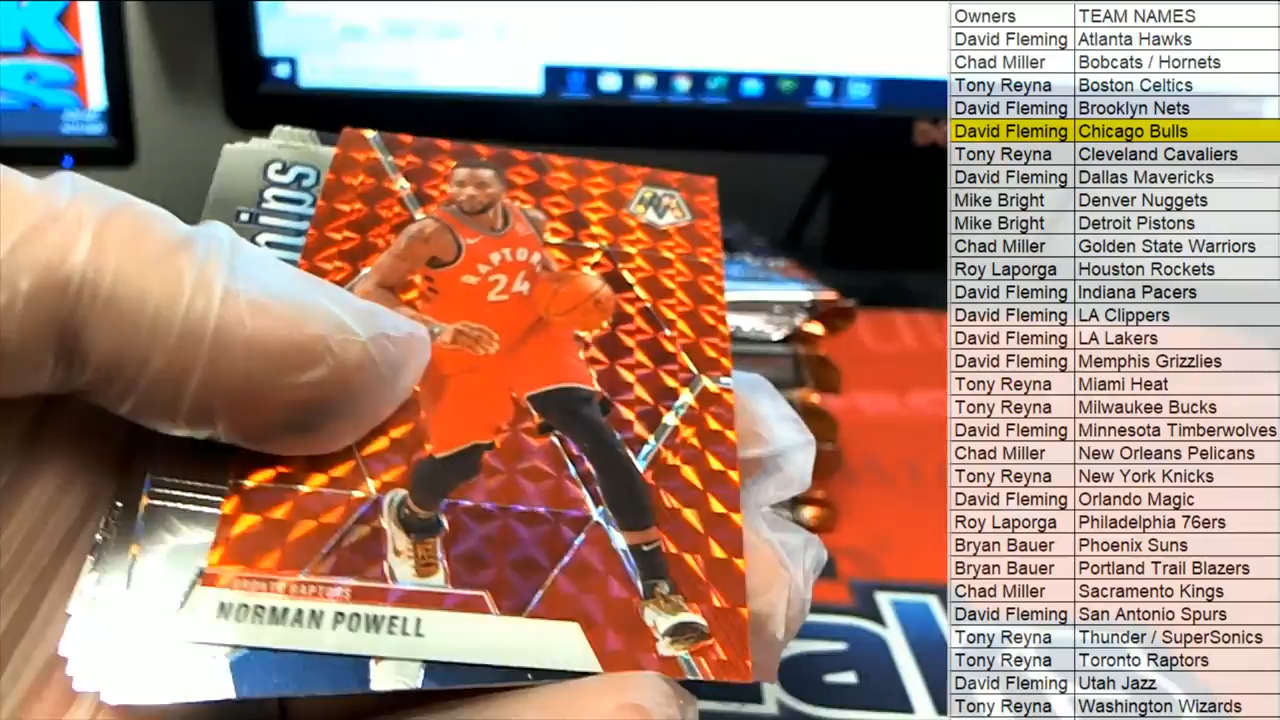 RAPTORS
24
TORONTO RAPTORS
NORMAN POWELL
Owners TEAM NAMES
David Fleming Atlanta Hawks
Chad Miller Bobcats / Hornets
Tony Reyna Boston Celtics
David Fleming Brooklyn Nets
David Fleming Chicago Bulls
Tony Reyna Cleveland Cavaliers
David Fleming Dallas Mavericks
Mike Bright Denver Nuggets
Mike Bright Detroit Pistons
Chad Miller Golden State Warriors
Roy Laporga Houston Rockets
David Fleming Indiana Pacers
David Fleming LA Clippers
David Fleming LA Lakers
David Fleming Memphis Grizzlies
Tony Reyna Miami Heat
Tony Reyna Milwaukee Bucks
David Fleming Minnesota Timberwolves
Chad Miller New Orleans Pelicans
Tony Reyna New York Knicks
David Fleming Orlando Magic
Roy Laporga Philadelphia 76ers
Bryan Bauer Phoenix Suns
Bryan Bauer Portland Trail Blazers
Chad Miller Sacramento Kings
David Fleming San Antonio Spurs
Tony Reyna Thunder / SuperSonics
Tony Reyna Toronto Raptors
David Fleming Utah Jazz
Tony Reyna Washington Wizards